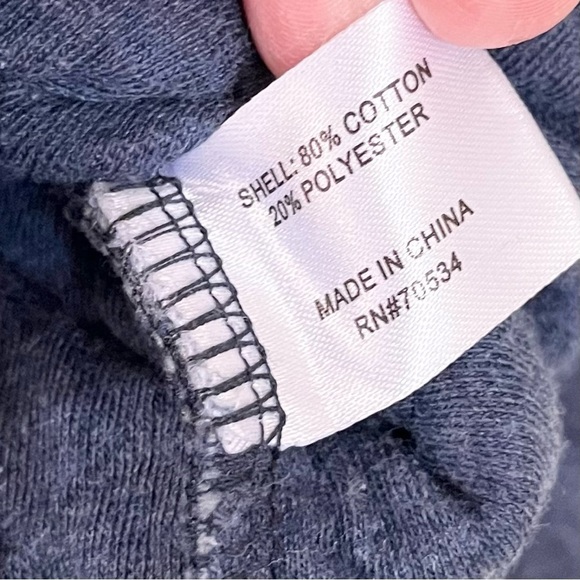 SHELL: 80% COTTON
20% POLYESTER
MADE IN CHINA
RN#70534